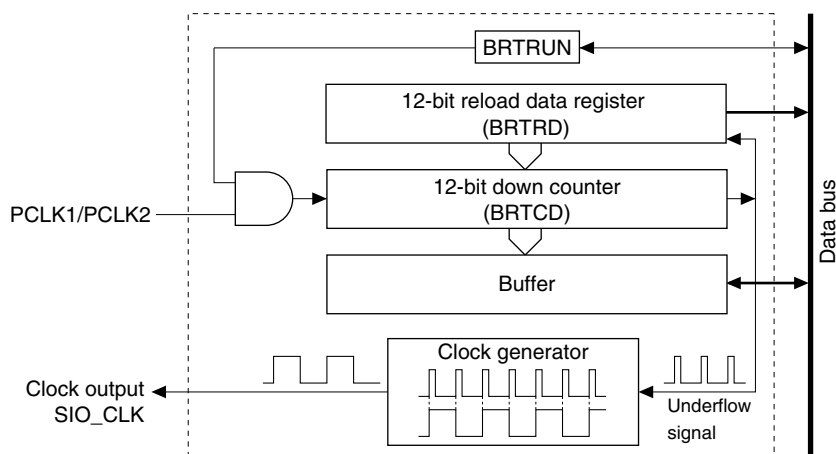 BRTRUN
12-bit reload data register
(BRTRD)
PCLK1/PCLK2
12-bit down counter
(BRTCD)
Buffer
Data bus
Clock generator
Clock output
SIO_CLK
Underflow
signal